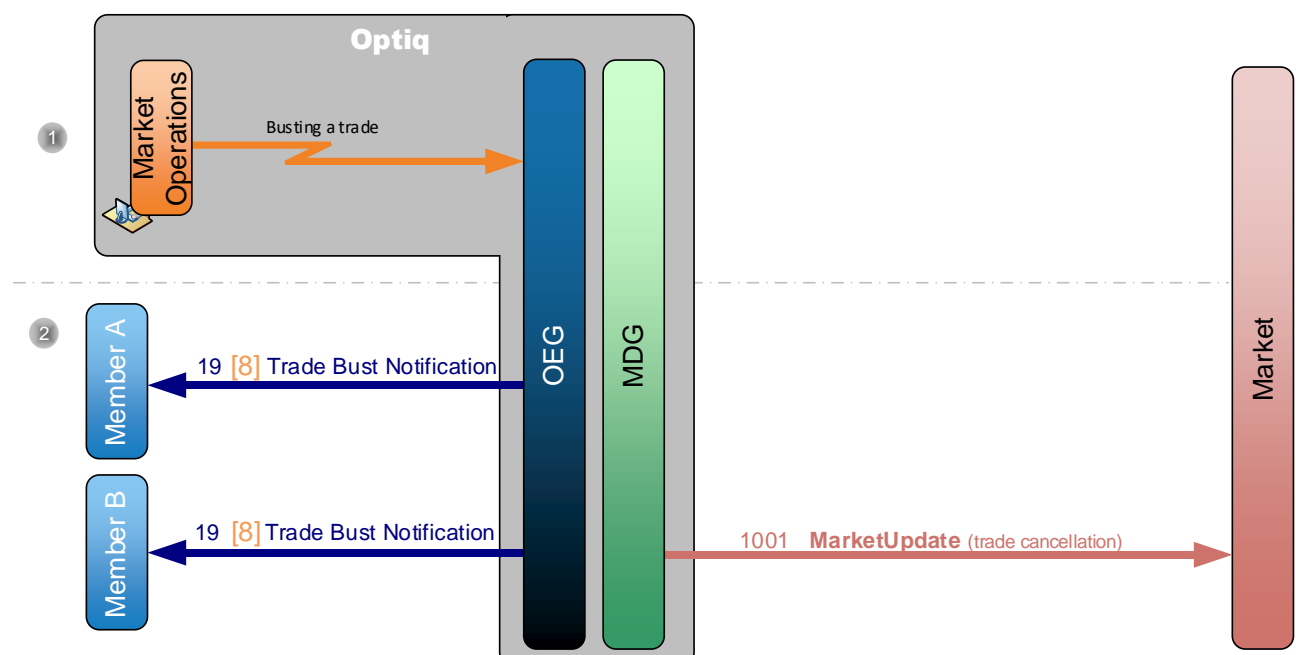 Optiq
Market
Operations
Busting a trade
1
OEG
MDG
Market
2
Member A
19 [8] Trade Bust Notification
Member B
19 [8] Trade Bust Notification
1001 MarketUpdate (trade cancellation)